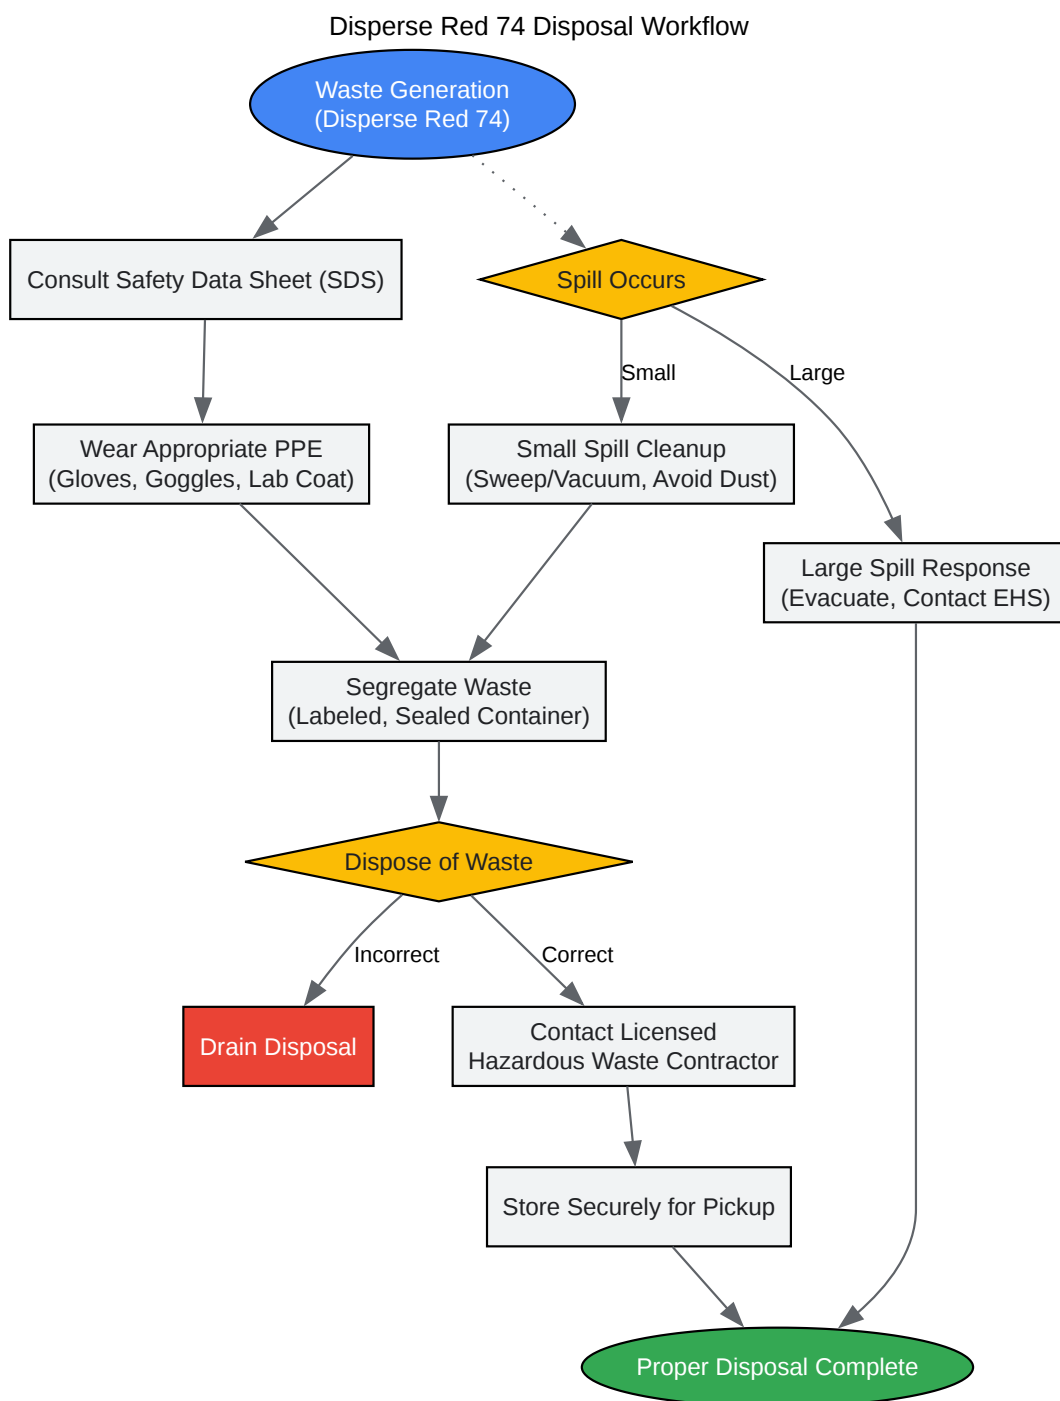 Disperse Red 74 Disposal Workflow
Waste Generation
(Disperse Red 74)
Consult Safety Data Sheet (SDS)
Spill Occurs
Small
Large
Wear Appropriate PPE
(Gloves, Goggles, Lab Coat)
Small Spill Cleanup
(Sweep/Vacuum, Avoid Dust)
Large Spill Response
(Evacuate, Contact EHS)
Segregate Waste
(Labeled, Sealed Container)
Dispose of Waste
Incorrect
Correct
Drain Disposal
Contact Licensed
Hazardous Waste Contractor
Store Securely for Pickup
Proper Disposal Complete